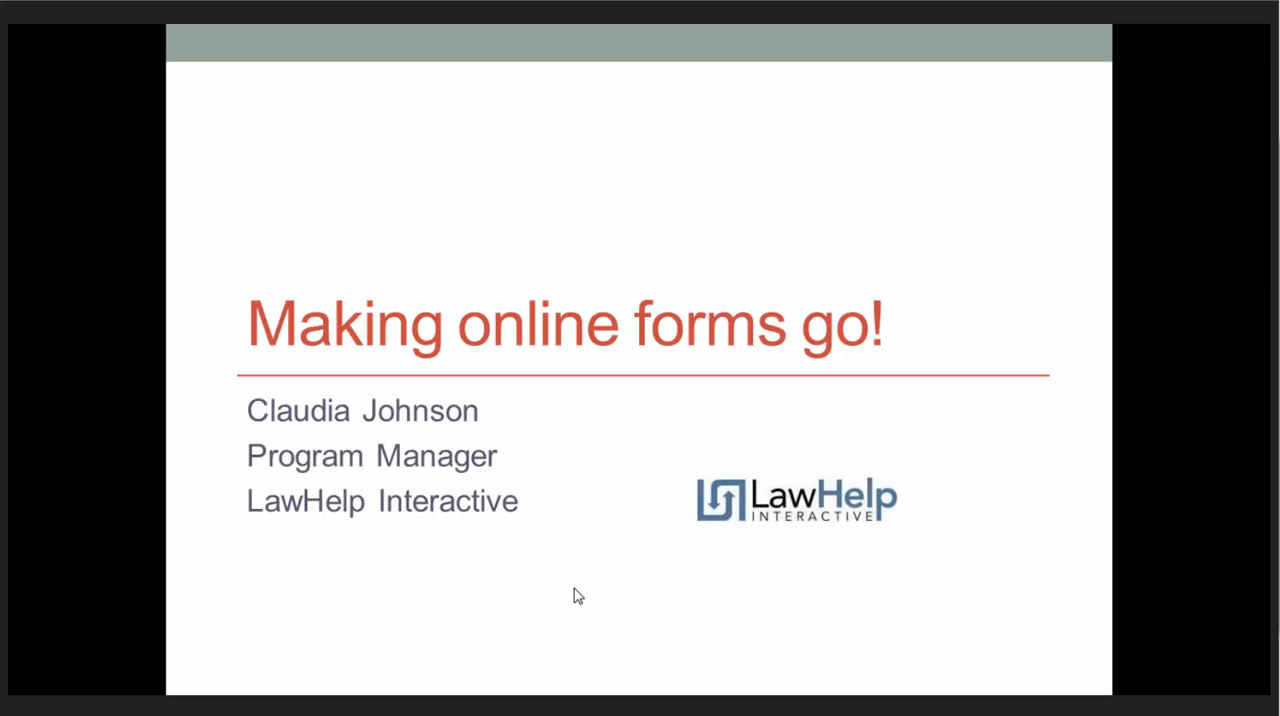 Making online forms go!
Claudia Johnson
Program Manager
LawHelp Interactive
LawHelp
INTERACTIVE